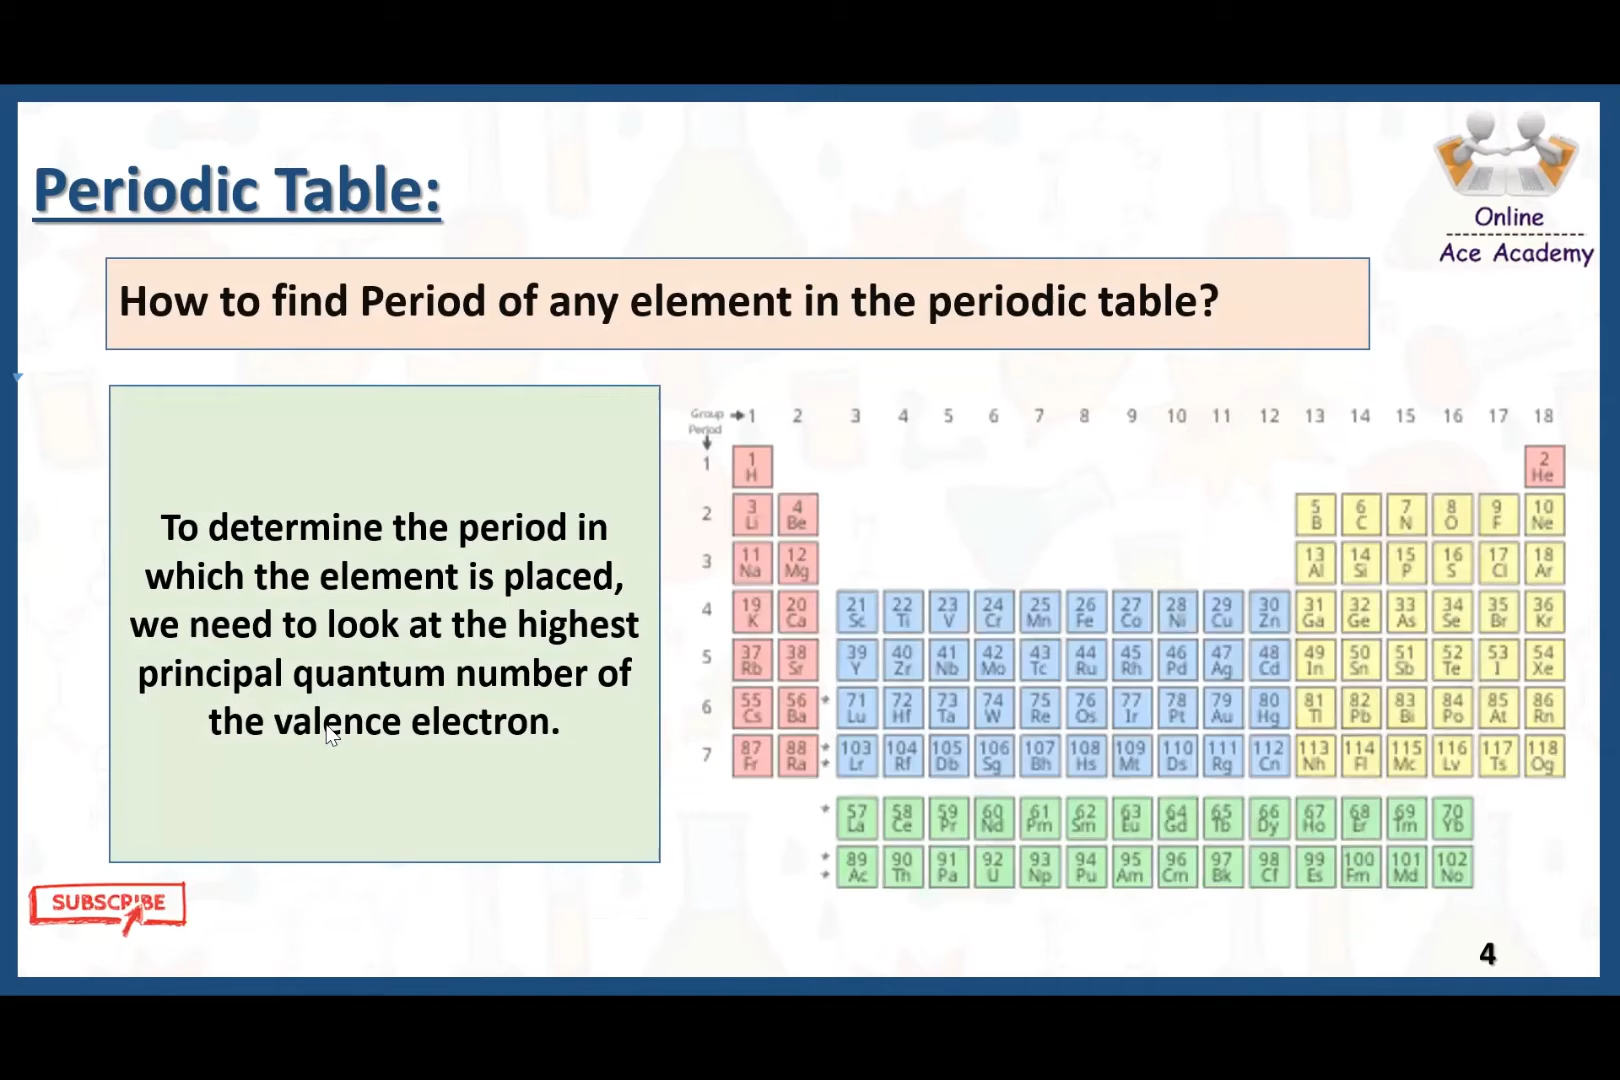 Online
Ace Academy
Periodic Table:
How to find Period of any element in the periodic table?
To determine the period in
which the element is placed,
we need to look at the highest
principal quantum number of
the valence electron.
Group 1 2 3 4 5 6 7 8 9 10 11 12 13 14 15 16 17 18
Period
1 1 2
H He
2 3 4 5 6 7 8 9 10
Li Be B C N O F Ne
3 11 12 13 14 15 16 17 18
Na Mg Al Si P S Cl Ar
4 19 20 21 22 23 24 25 26 27 28 29 30 31 32 33 34 35 36
K Ca Sc Ti V Cr Mn Fe Co Ni Cu Zn Ga Ge As Se Br Kr
5 37 38 39 40 41 42 43 44 45 46 47 48 49 50 51 52 53 54
Rb Sr Y Zr Nb Mo Tc Ru Rh Pd Ag Cd In Sn Sb Te I Xe
6 55 56 * 71 72 73 74 75 76 77 78 79 80 81 82 83 84 85 86
Cs Ba Lu Hf Ta W Re Os Ir Pt Au Hg Tl Pb Bi Po At Rn
7 87 88 * 103 104 105 106 107 108 109 110 111 112 113 114 115 116 117 118
Fr Ra * Lr Rf Db Sg Bh Hs Mt Ds Rg Cn Nh Fl Mc Lv Ts Og
* 57 58 59 60 61 62 63 64 65 66 67 68 69 70
La Ce Pr Nd Pm Sm Eu Gd Tb Dy Ho Er Tm Yb
* 89 90 91 92 93 94 95 96 97 98 99 100 101 102
* Ac Th Pa U Np Pu Am Cm Bk Cf Es Fm Md No
SUBSCRIBE
4